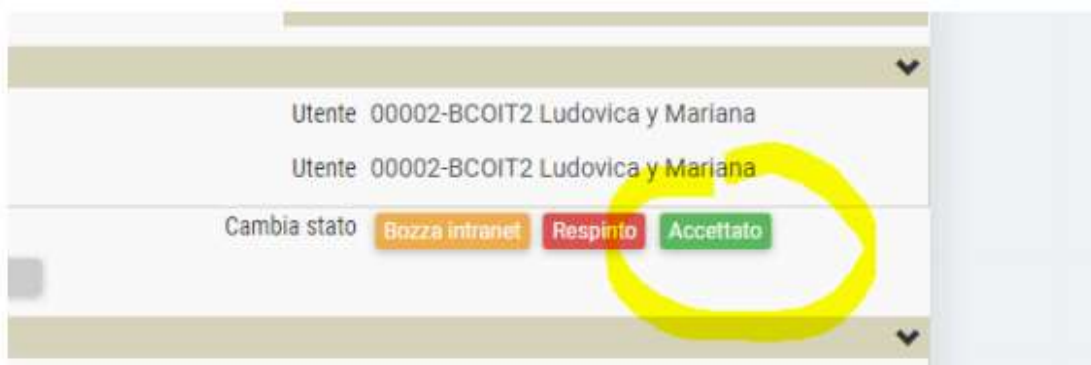 Utente 00002-BCOIT2 Ludovica y Mariana
Utente 00002-BCOIT2 Ludovica y Mariana
Cambia stato Bozza intranet Respinto Accettato